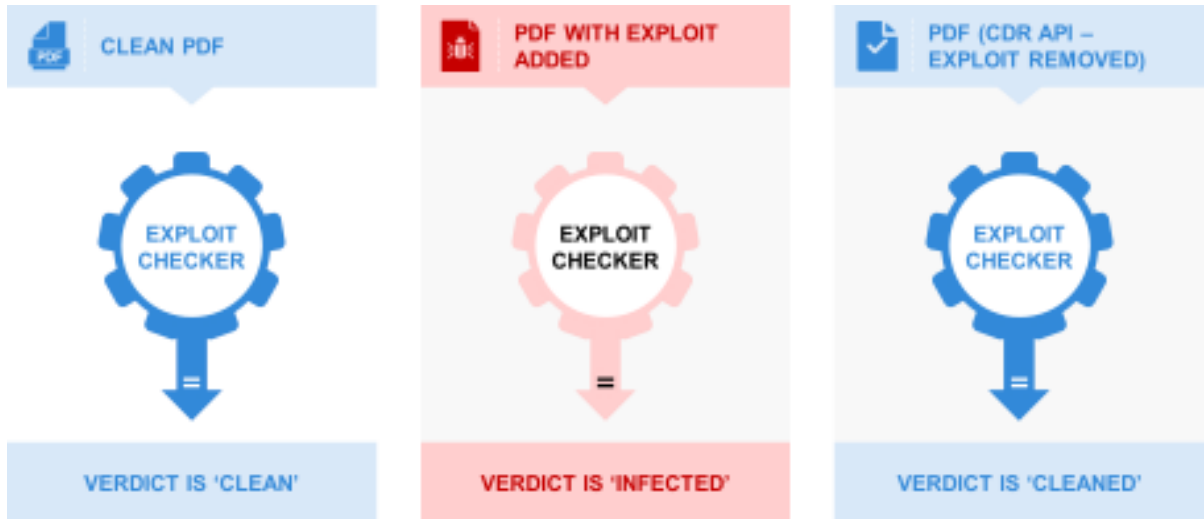 PDF
CLEAN PDF
EXPLOIT
CHECKER
=
VERDICT IS ‘CLEAN’
PDF WITH EXPLOIT
ADDED
EXPLOIT
CHECKER
=
VERDICT IS ‘INFECTED’
PDF (CDR API –
EXPLOIT REMOVED)
EXPLOIT
CHECKER
=
VERDICT IS ‘CLEANED’